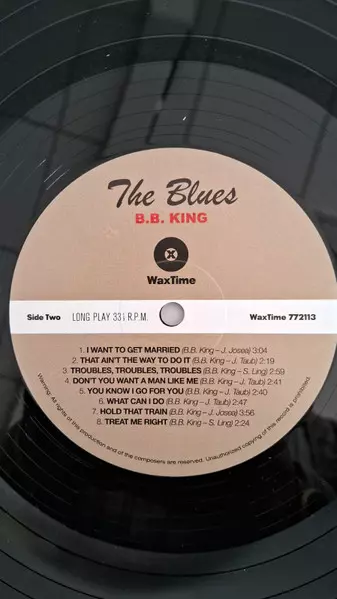 The Blues
B.B. KING
WaxTime
Side Two LONG PLAY 33⅓ R.P.M. WaxTime 772113
1. I WANT TO GET MARRIED (B.B. King – J. Josea) 3:04
2. THAT AIN'T THE WAY TO DO IT (B.B. King – J. Taub) 2:19
3. TROUBLES, TROUBLES, TROUBLES (B.B. King – S. Ling) 2:59
4. DON'T YOU WANT A MAN LIKE ME (B.B. King – J. Taub) 2:41
5. YOU KNOW I GO FOR YOU (B.B. King – J. Taub) 2:40
6. WHAT CAN I DO (B.B. King – J. Taub) 2:47
7. HOLD THAT TRAIN (B.B. King – J. Josea) 3:56
8. TREAT ME RIGHT (B.B. King – S. Ling) 2:24
Warning: All rights of this production and of the composers are reserved. Unauthorized copying of this record is prohibited.